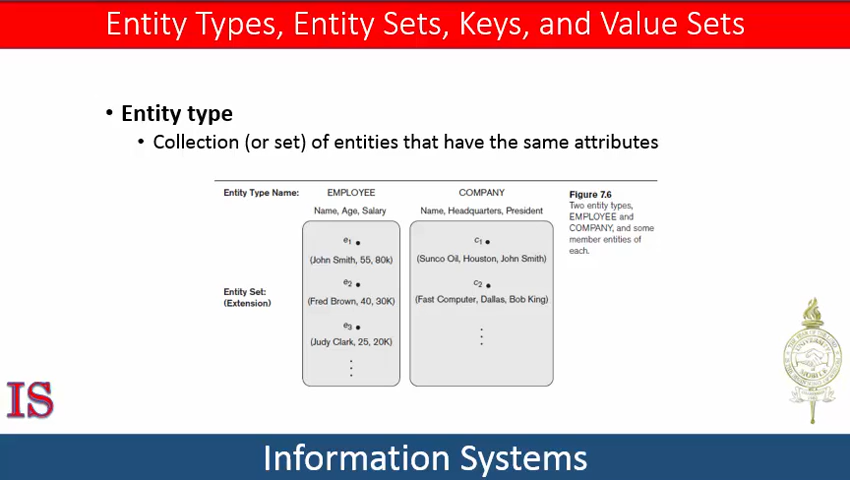 Entity Types, Entity Sets, Keys, and Value Sets
• Entity type
• Collection (or set) of entities that have the same attributes
Entity Type Name: EMPLOYEE COMPANY
Name, Age, Salary Name, Headquarters, President
Figure 7.6
Two entity types,
EMPLOYEE and
COMPANY, and some
member entities of
each.
Entity Set:
(Extension)
e1 •
(John Smith, 55, 80k)
e2 •
(Fred Brown, 40, 30K)
e3 •
(Judy Clark, 25, 20K)
c1 •
(Sunco Oil, Houston, John Smith)
c2 •
(Fast Computer, Dallas, Bob King)
IS
Information Systems